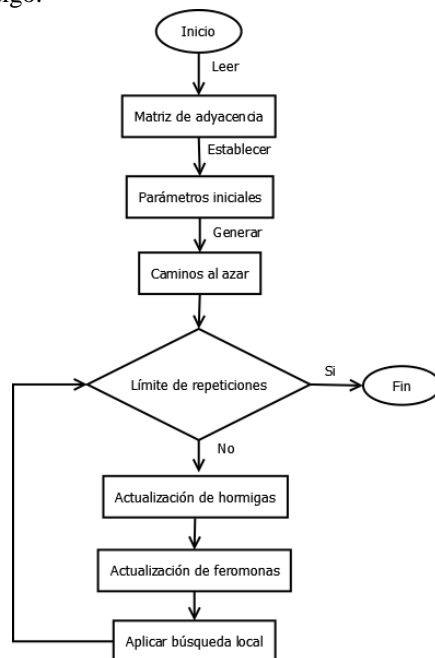 Inicio
Leer
Matriz de adyacencia
Establecer
Parámetros iniciales
Generar
Caminos al azar
Límite de repeticiones
Si
Fin
No
Actualización de hormigas
Actualización de feromonas
Aplicar búsqueda local